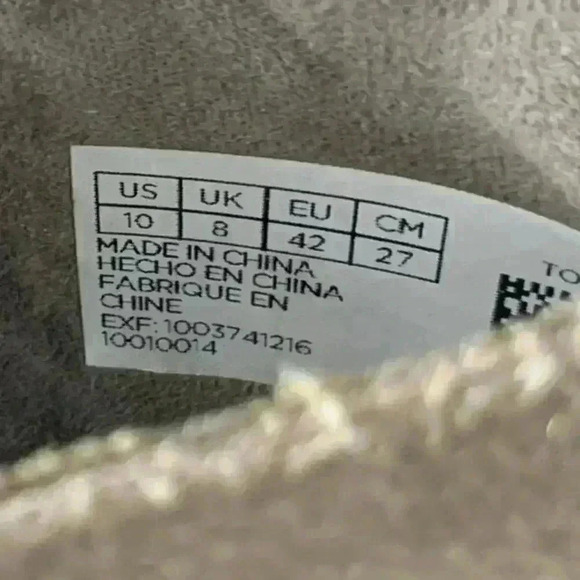 US UK EU CM
10 8 42 27
MADE IN CHINA
HECHO EN CHINA
FABRIQUE EN
CHINE
EXF: 1003741216
10010014
TO